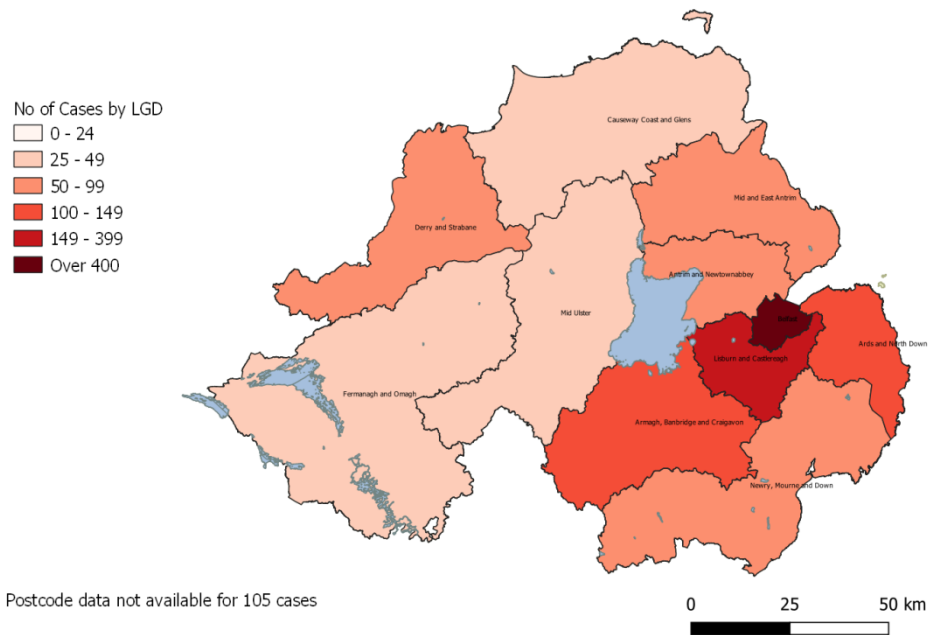 No of Cases by LGD
0 - 24
25 - 49
50 - 99
100 - 149
149 - 399
Over 400
Causeway Coast and Glens
Mid and East Antrim
Derry and Strabane
Antrim and Newtownabbey
Mid Ulster
Belfast
Ards and North Down
Lisburn and Castlereagh
Fermanagh and Omagh
Armagh, Banbridge and Craigavon
Newry, Mourne and Down
Postcode data not available for 105 cases
0 25 50 km